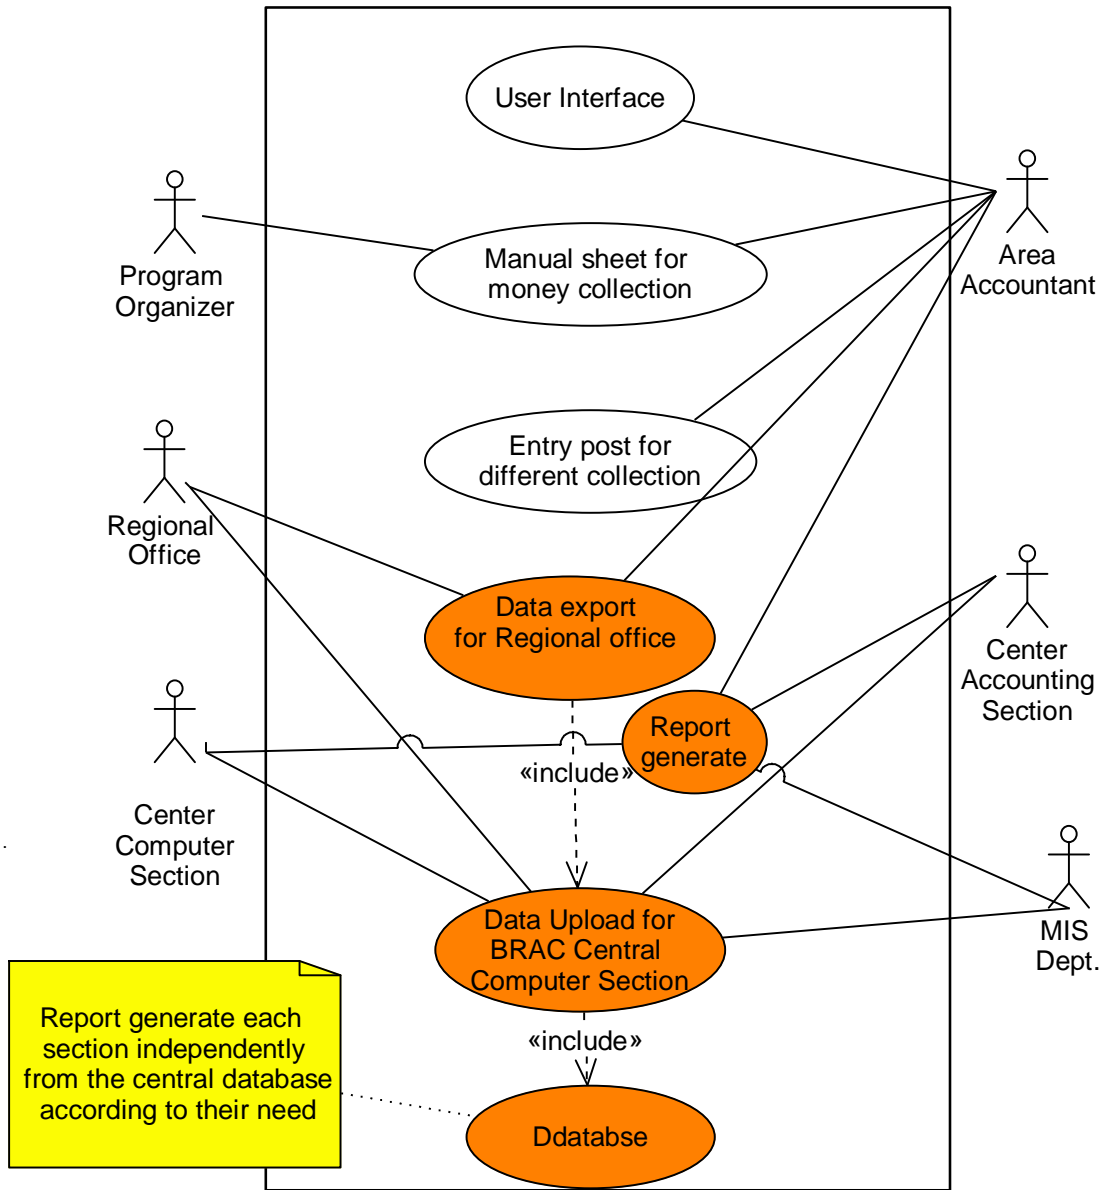 User Interface
Program
Organizer
Manual sheet for
money collection
Area
Accountant
Entry post for
different collection
Regional
Office
Data export
for Regional office
Center
Accounting
Section
Report
generate
«include»
Center
Computer
Section
Data Upload for
BRAC Central
Computer Section
MIS
Dept.
«include»
Report generate each
section independently
from the central database
according to their need
Ddatabse